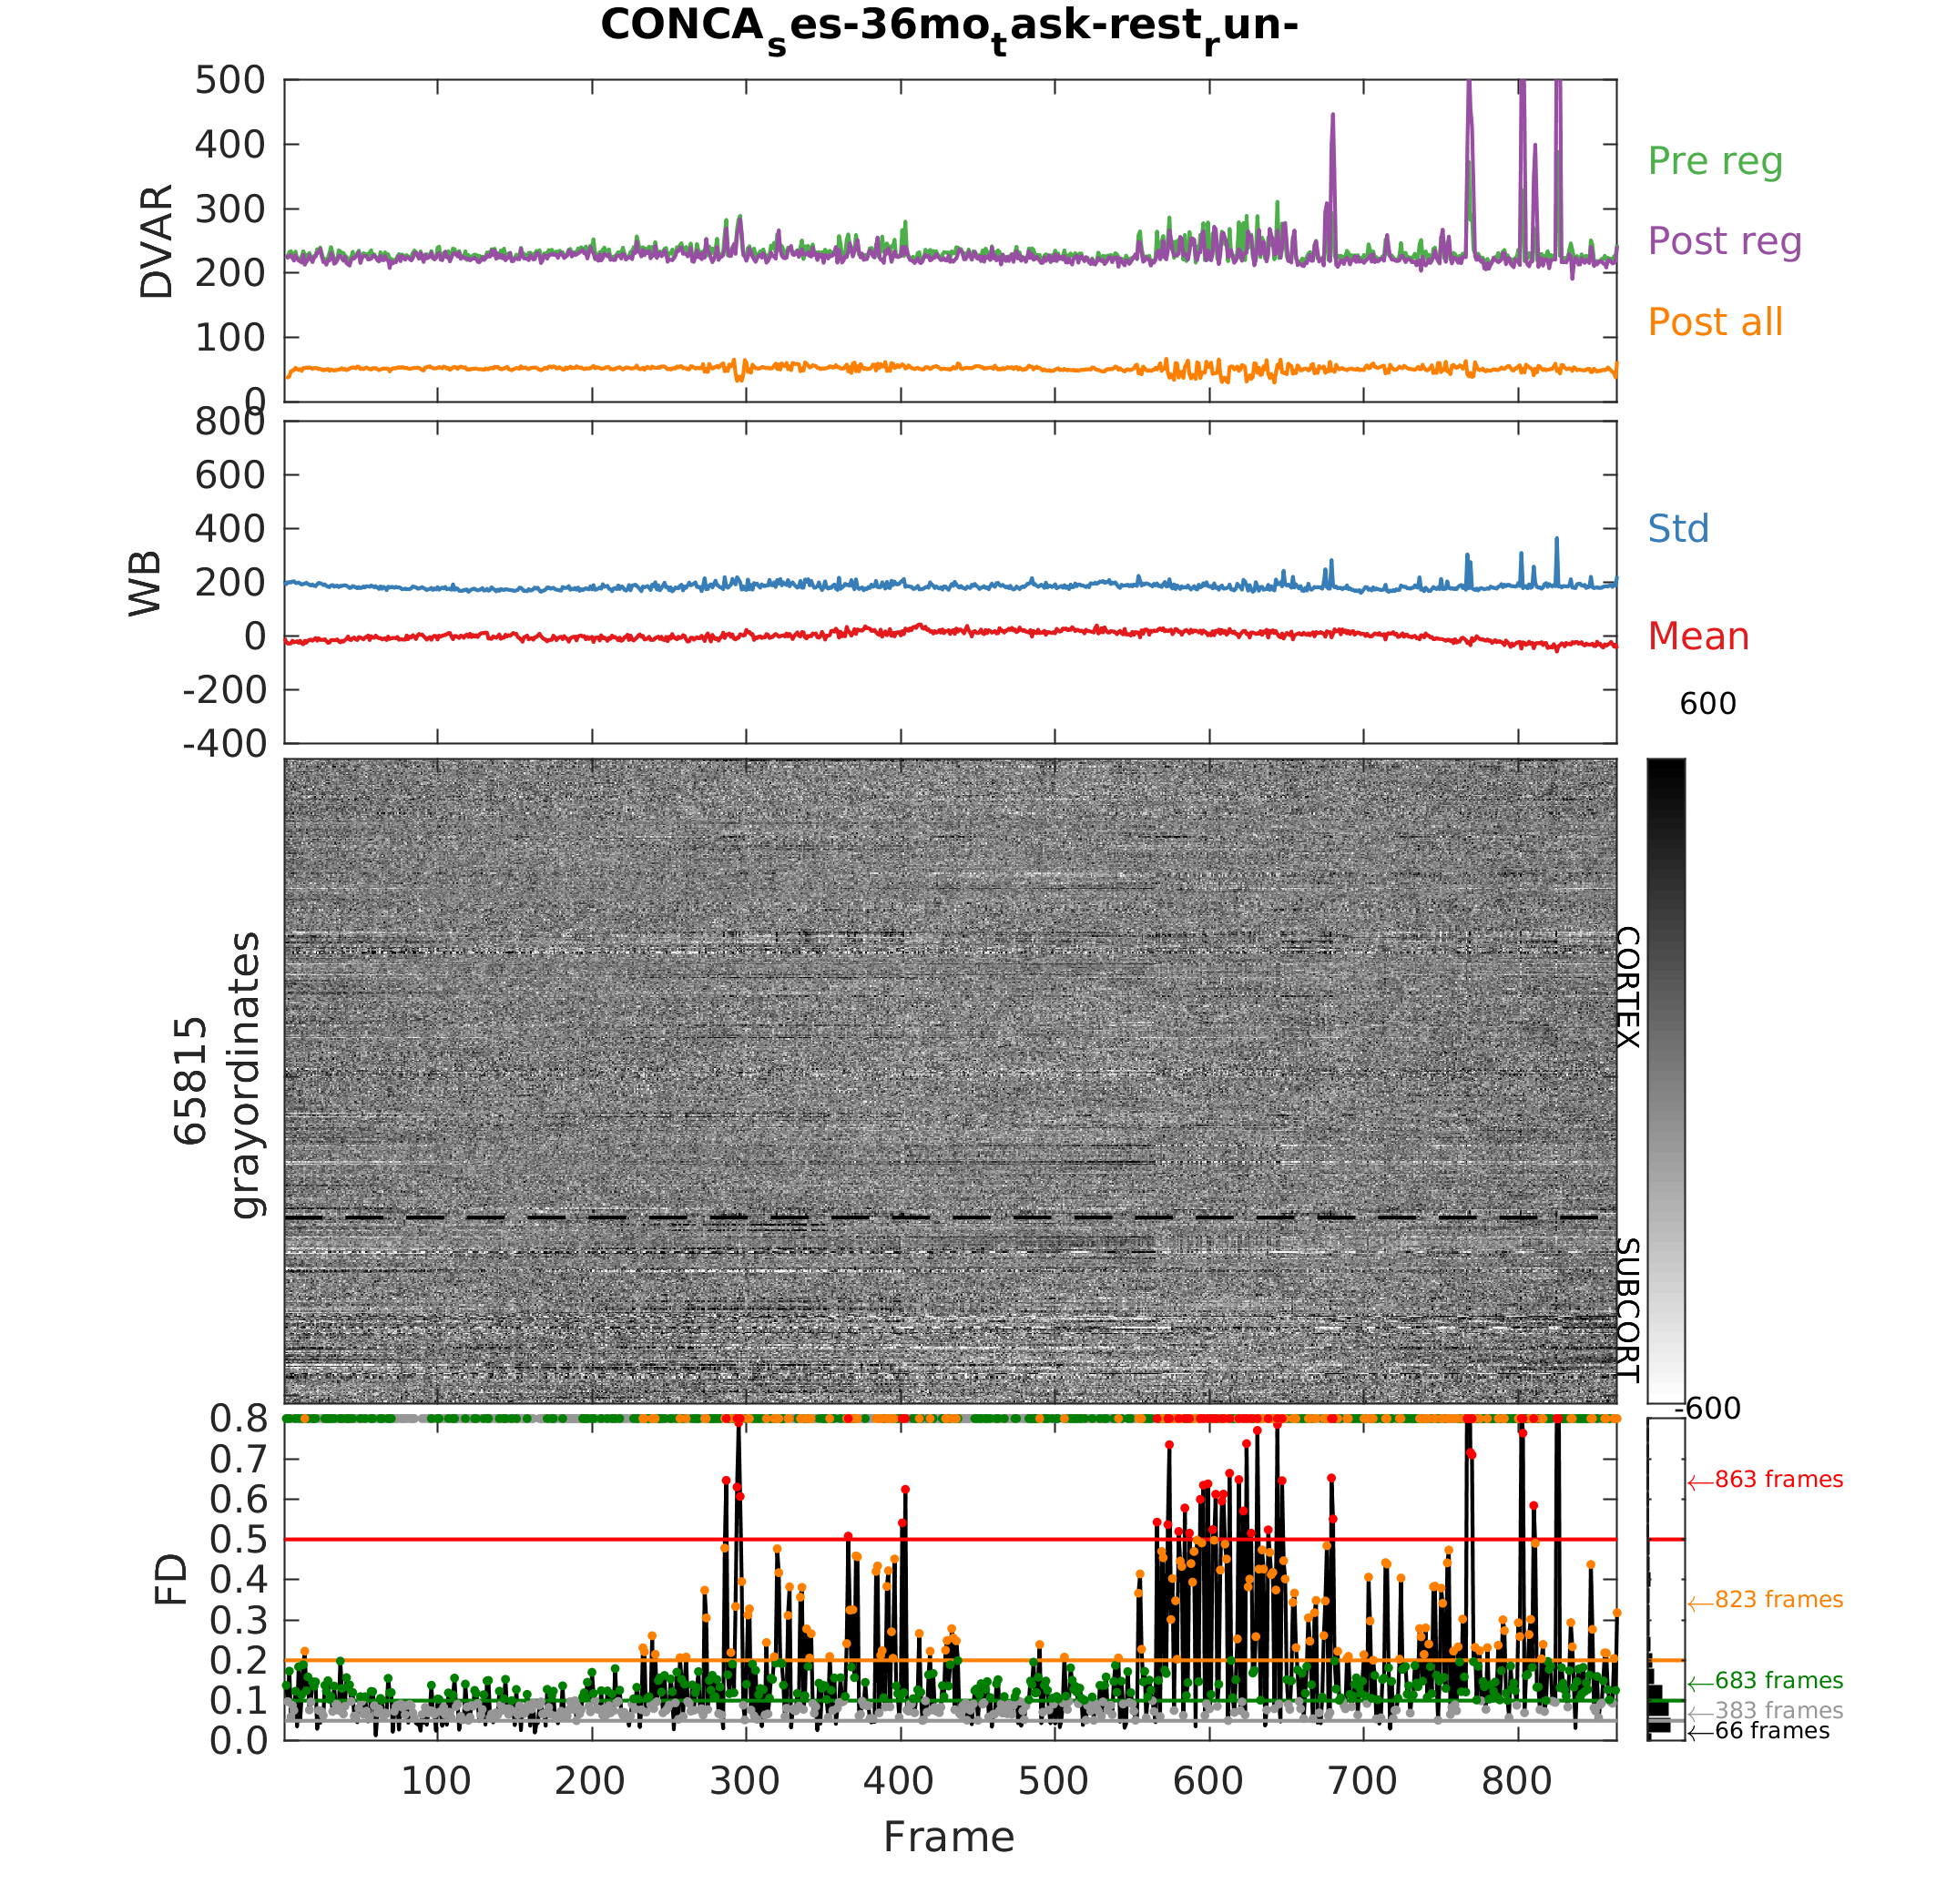 CONCAses-36motask-restrun-
500
400
300
200
100
0
DVAR
Pre reg
Post reg
Post all
800
600
400
200
0
-200
-400
WB
Std
Mean
600
65815
grayordinates
CORTEX
SUBCORT
-600
0.8
0.7
0.6
0.5
0.4
0.3
0.2
0.1
0.0
FD
←863 frames
←823 frames
←683 frames
←383 frames
←66 frames
100 200 300 400 500 600 700 800
Frame